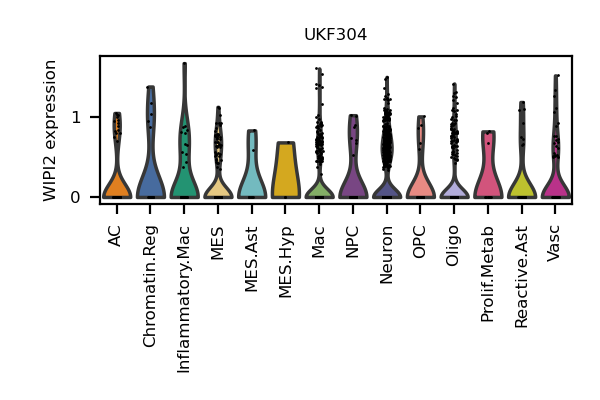 UKF304
WIPI2 expression
1
0
AC
Chromatin.Reg
Inflammatory.Mac
MES
MES.Ast
MES.Hyp
Mac
NPC
Neuron
OPC
Oligo
Prolif.Metab
Reactive.Ast
Vasc